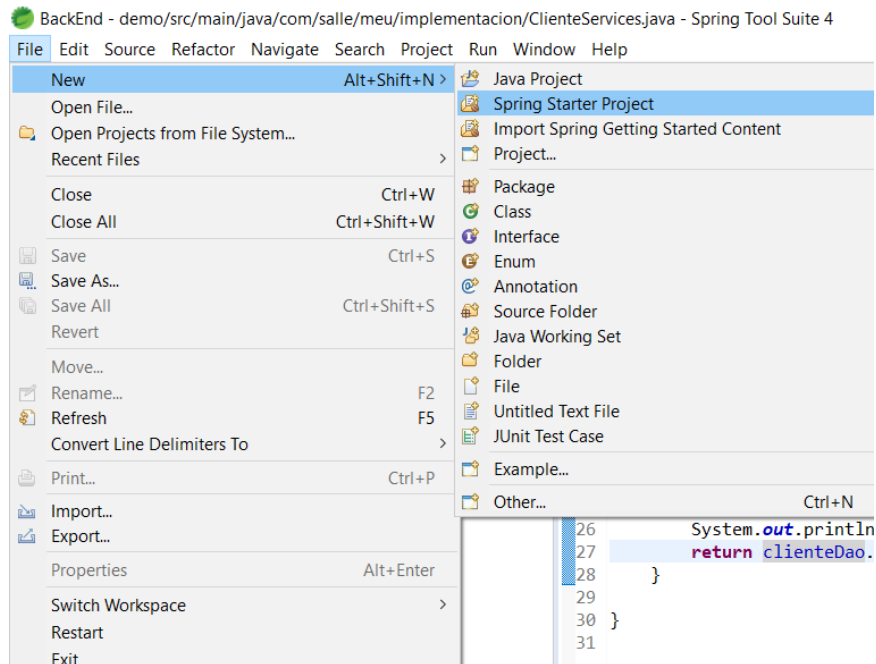 BackEnd - demo/src/main/java/com/salle/meu/implementacion/ClienteServices.java - Spring Tool Suite 4
File Edit Source Refactor Navigate Search Project Run Window Help
New Alt+Shift+N >
Open File...
Open Projects from File System...
Recent Files >
Close Ctrl+W
Close All Ctrl+Shift+W
Save Ctrl+S
Save As...
Save All Ctrl+Shift+S
Revert
Move...
Rename... F2
Refresh F5
Convert Line Delimiters To >
Print... Ctrl+P
Import...
Export...
Properties Alt+Enter
Switch Workspace >
Restart
Exit
Java Project
Spring Starter Project
Import Spring Getting Started Content
Project...
Package
Class
Interface
Enum
Annotation
Source Folder
Java Working Set
Folder
File
Untitled Text File
JUnit Test Case
Example...
Other... Ctrl+N
26 System.out.println
27 return clienteDao.
28 }
29
30 }
31